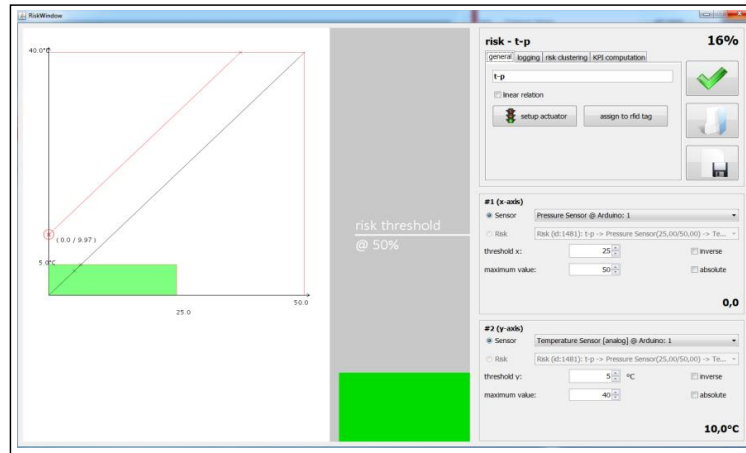 RiskWindow
40.0°C
( 0.0 / 9.97 )
5.0°C
50.0
25.0
risk threshold
@ 50%
risk - t-p
16%
general logging risk clustering KPI computation
t-p
linear relation
setup actuator
assign to rfid tag
#1 (x-axis)
Sensor Pressure Sensor @ Arduino: 1
Risk Risk (id:1481): t-p -> Pressure Sensor(25,00/50,00) -> Te...
threshold x: 25 inverse
maximum value: 50 absolute
0,0
#2 (y-axis)
Sensor Temperature Sensor [analog] @ Arduino: 1
Risk Risk (id:1481): t-p -> Pressure Sensor(25,00/50,00) -> Te...
threshold y: 5 °C inverse
maximum value: 40 absolute
10,0°C